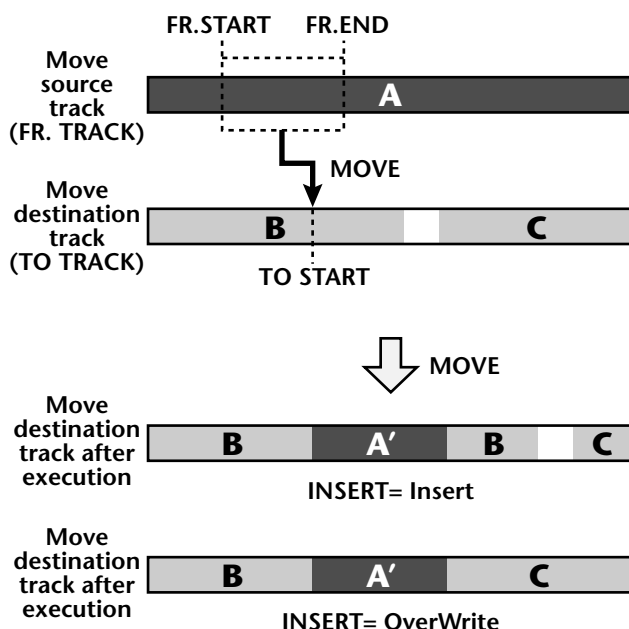 FR.START FR.END
Move
source
track
(FR. TRACK)
A
MOVE
Move
destination
track
(TO TRACK)
B C
TO START
MOVE
Move
destination
track after
execution
B A′ B C
INSERT= Insert
Move
destination
track after
execution
B A′ C
INSERT= OverWrite